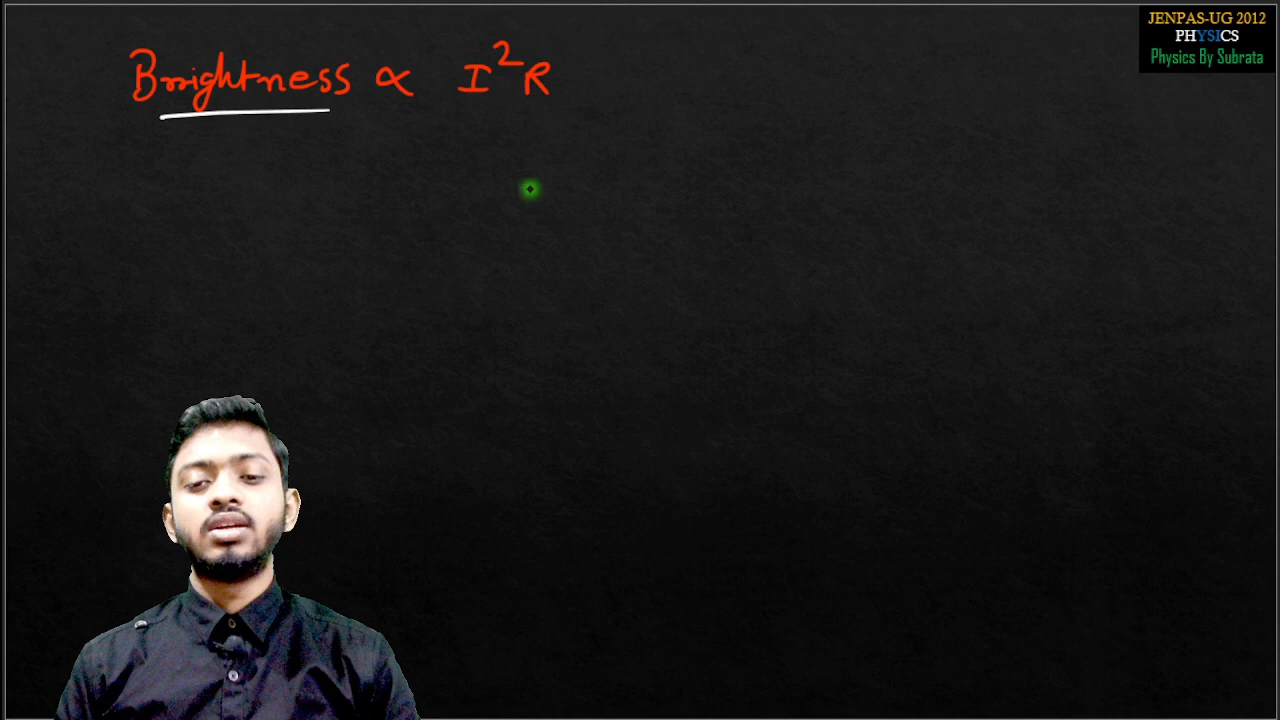 Brightness ∝ I²R
JENPAS-UG 2012
PHYSICS
Physics By Subrata